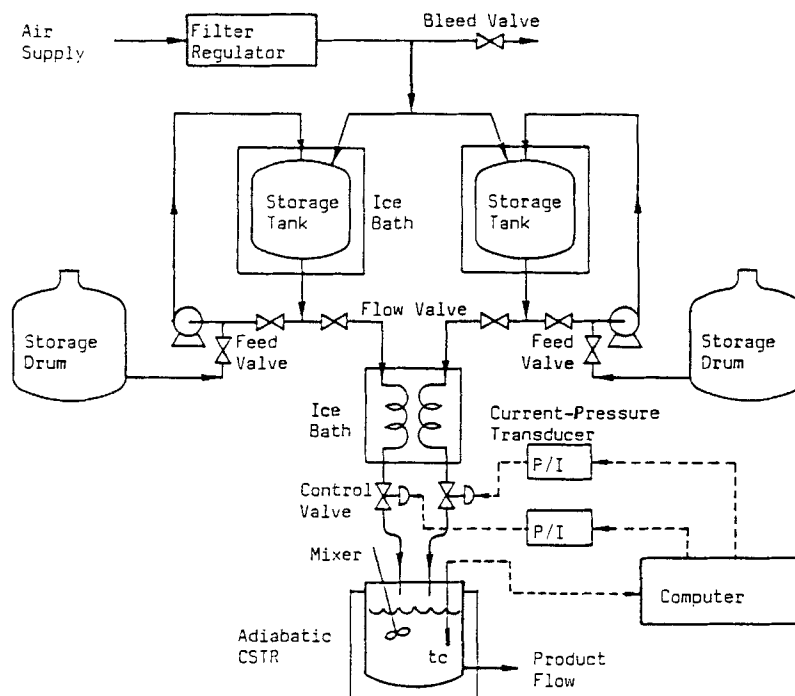 Air
Supply
Filter
Regulator
Bleed Valve
Storage
Tank
Ice
Bath
Storage
Tank
Storage
Drum
Feed
Valve
Flow Valve
Feed
Valve
Storage
Drum
Ice
Bath
Current-Pressure
Transducer
P/I
Control
Valve
P/I
Mixer
Computer
Adiabatic
CSTR
tc
Product
Flow